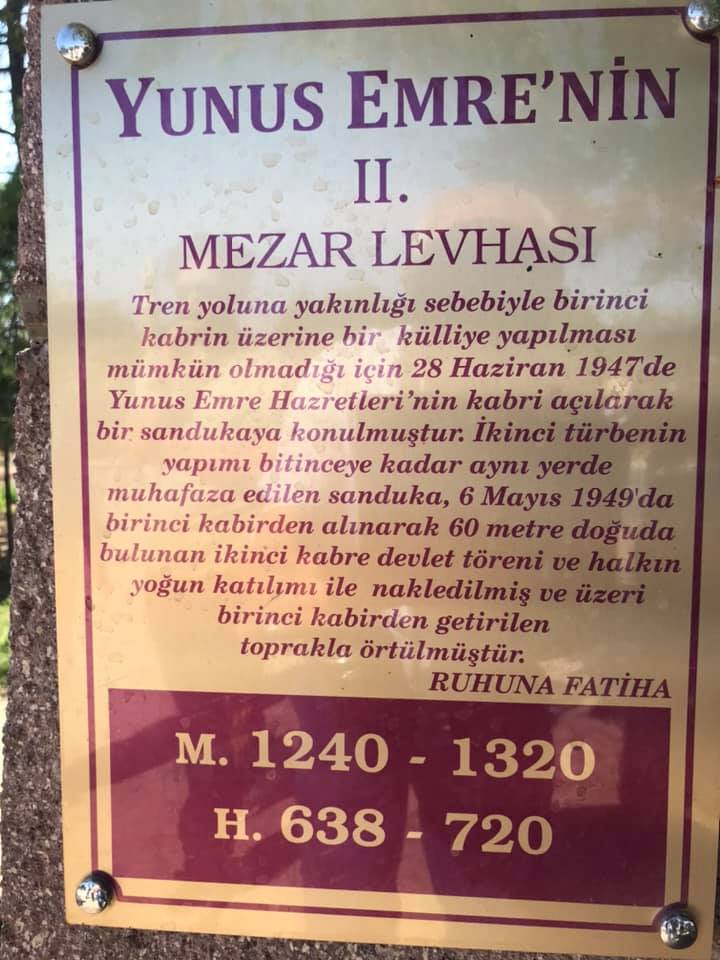 YUNUS EMRE'NİN
II.
MEZAR LEVHASI
Tren yoluna yakınlığı sebebiyle birinci
kabrin üzerine bir külliye yapılması
mümkün olmadığı için 28 Haziran 1947'de
Yunus Emre Hazretleri'nin kabri açılarak
bir sandukaya konulmuştur. İkinci türbenin
yapımı bitinceye kadar aynı yerde
muhafaza edilen sanduka, 6 Mayıs 1949'da
birinci kabirden alınarak 60 metre doğuda
bulunan ikinci kabre devlet töreni ve halkın
yoğun katılımı ile nakledilmiş ve üzeri
birinci kabirden getirilen
toprakla örtülmüştür.
RUHUNA FATİHA
M. 1240 - 1320
H. 638 - 720